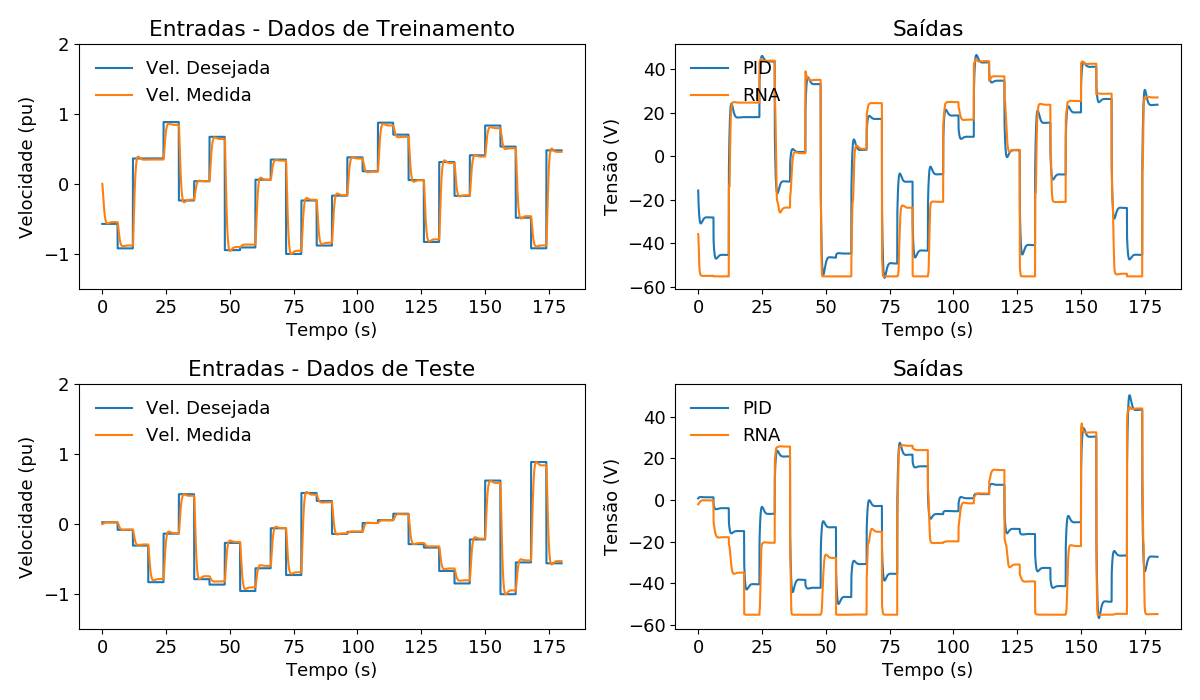 Entradas - Dados de Treinamento
2
1
0
−1
Velocidade (pu)
Vel. Desejada
Vel. Medida
0 25 50 75 100 125 150 175
Tempo (s)
Saídas
40
20
0
−20
−40
−60
Tensão (V)
PID
RNA
0 25 50 75 100 125 150 175
Tempo (s)
Entradas - Dados de Teste
2
1
0
−1
Velocidade (pu)
Vel. Desejada
Vel. Medida
0 25 50 75 100 125 150 175
Tempo (s)
Saídas
40
20
0
−20
−40
−60
Tensão (V)
PID
RNA
0 25 50 75 100 125 150 175
Tempo (s)